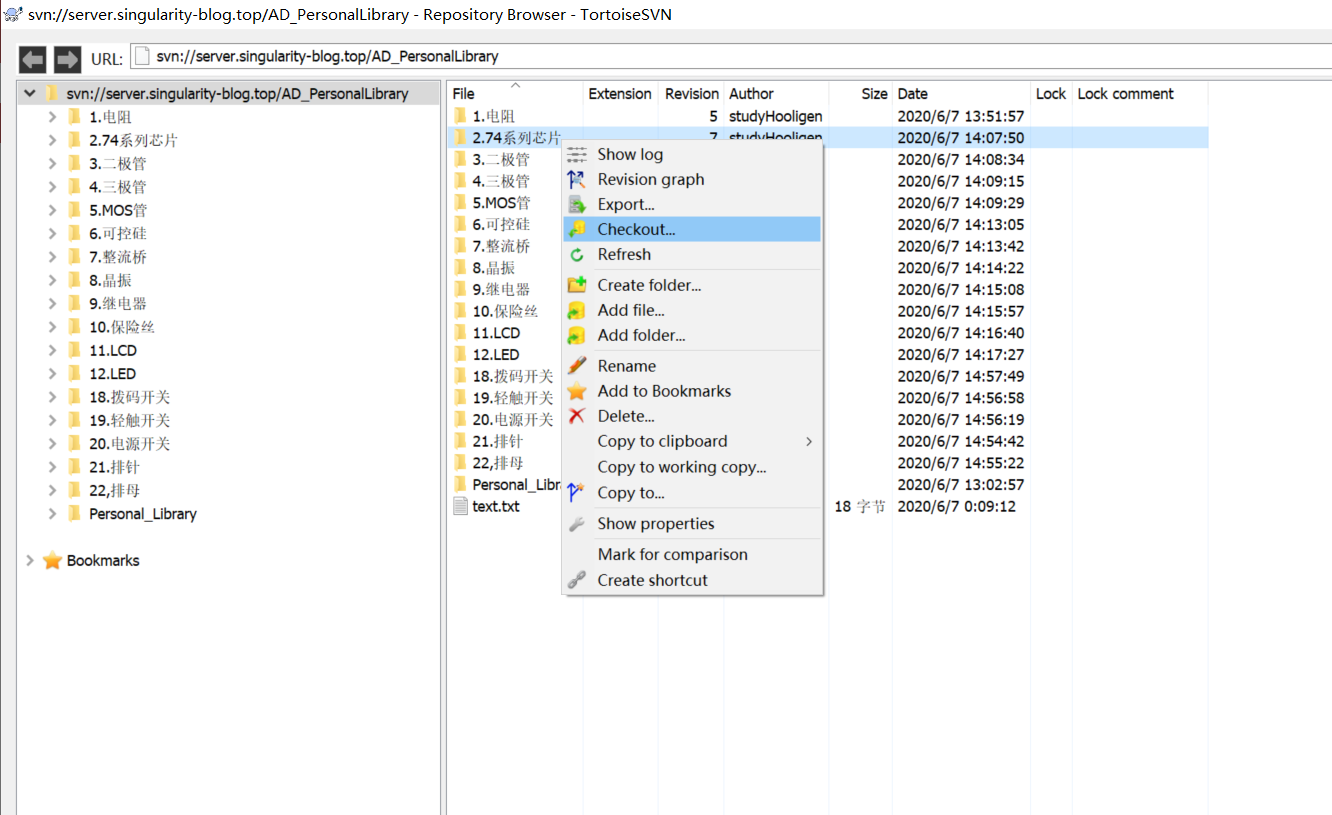 svn://server.singularity-blog.top/AD_PersonalLibrary - Repository Browser - TortoiseSVN
URL: svn://server.singularity-blog.top/AD_PersonalLibrary
svn://server.singularity-blog.top/AD_PersonalLibrary
1.电阻
2.74系列芯片
3.二极管
4.三极管
5.MOS管
6.可控硅
7.整流桥
8.晶振
9.继电器
10.保险丝
11.LCD
12.LED
18.拨码开关
19.轻触开关
20.电源开关
21.排针
22,排母
Personal_Library
Bookmarks
File Extension Revision Author Size Date Lock Lock comment
1.电阻 5 studyHooligen 2020/6/7 13:51:57
2.74系列芯片 7 studyHooligen 2020/6/7 14:07:50
3.二极管 2020/6/7 14:08:34
4.三极管 2020/6/7 14:09:15
5.MOS管 2020/6/7 14:09:29
6.可控硅 2020/6/7 14:13:05
7.整流桥 2020/6/7 14:13:42
8.晶振 2020/6/7 14:14:22
9.继电器 2020/6/7 14:15:08
10.保险丝 2020/6/7 14:15:57
11.LCD 2020/6/7 14:16:40
12.LED 2020/6/7 14:17:27
18.拨码开关 2020/6/7 14:57:49
19.轻触开关 2020/6/7 14:56:58
20.电源开关 2020/6/7 14:56:19
21.排针 2020/6/7 14:54:42
22,排母 2020/6/7 14:55:22
Personal_Libr 2020/6/7 13:02:57
text.txt 18 字节 2020/6/7 0:09:12
Show log
Revision graph
Export...
Checkout...
Refresh
Create folder...
Add file...
Add folder...
Rename
Add to Bookmarks
Delete...
Copy to clipboard
Copy to working copy...
Copy to...
Show properties
Mark for comparison
Create shortcut